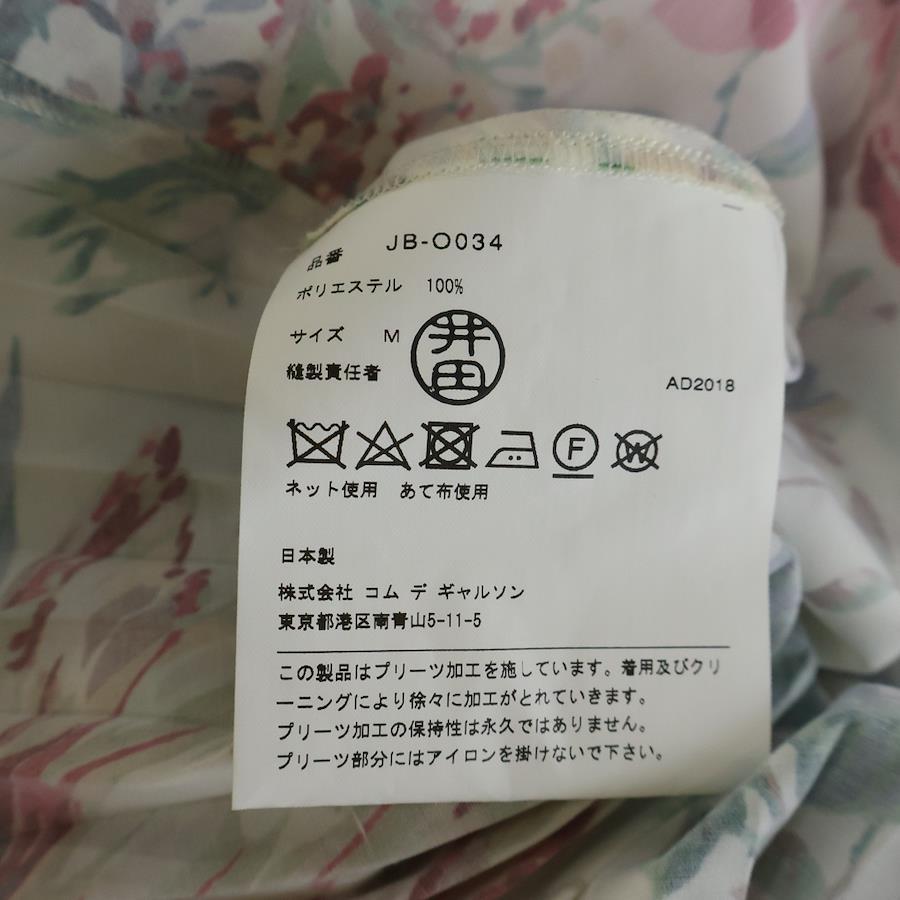 品番 JB-O034
ポリエステル 100%
サイズ M
井田
縫製責任者
AD2018
F
W
ネット使用 あて布使用
日本製
株式会社 コム デ ギャルソン
東京都港区南青山5-11-5
この製品はプリーツ加工を施しています。着用及びクリ
ーニングにより徐々に加工がとれていきます。
プリーツ加工の保持性は永久ではありません。
プリーツ部分にはアイロンを掛けないで下さい。